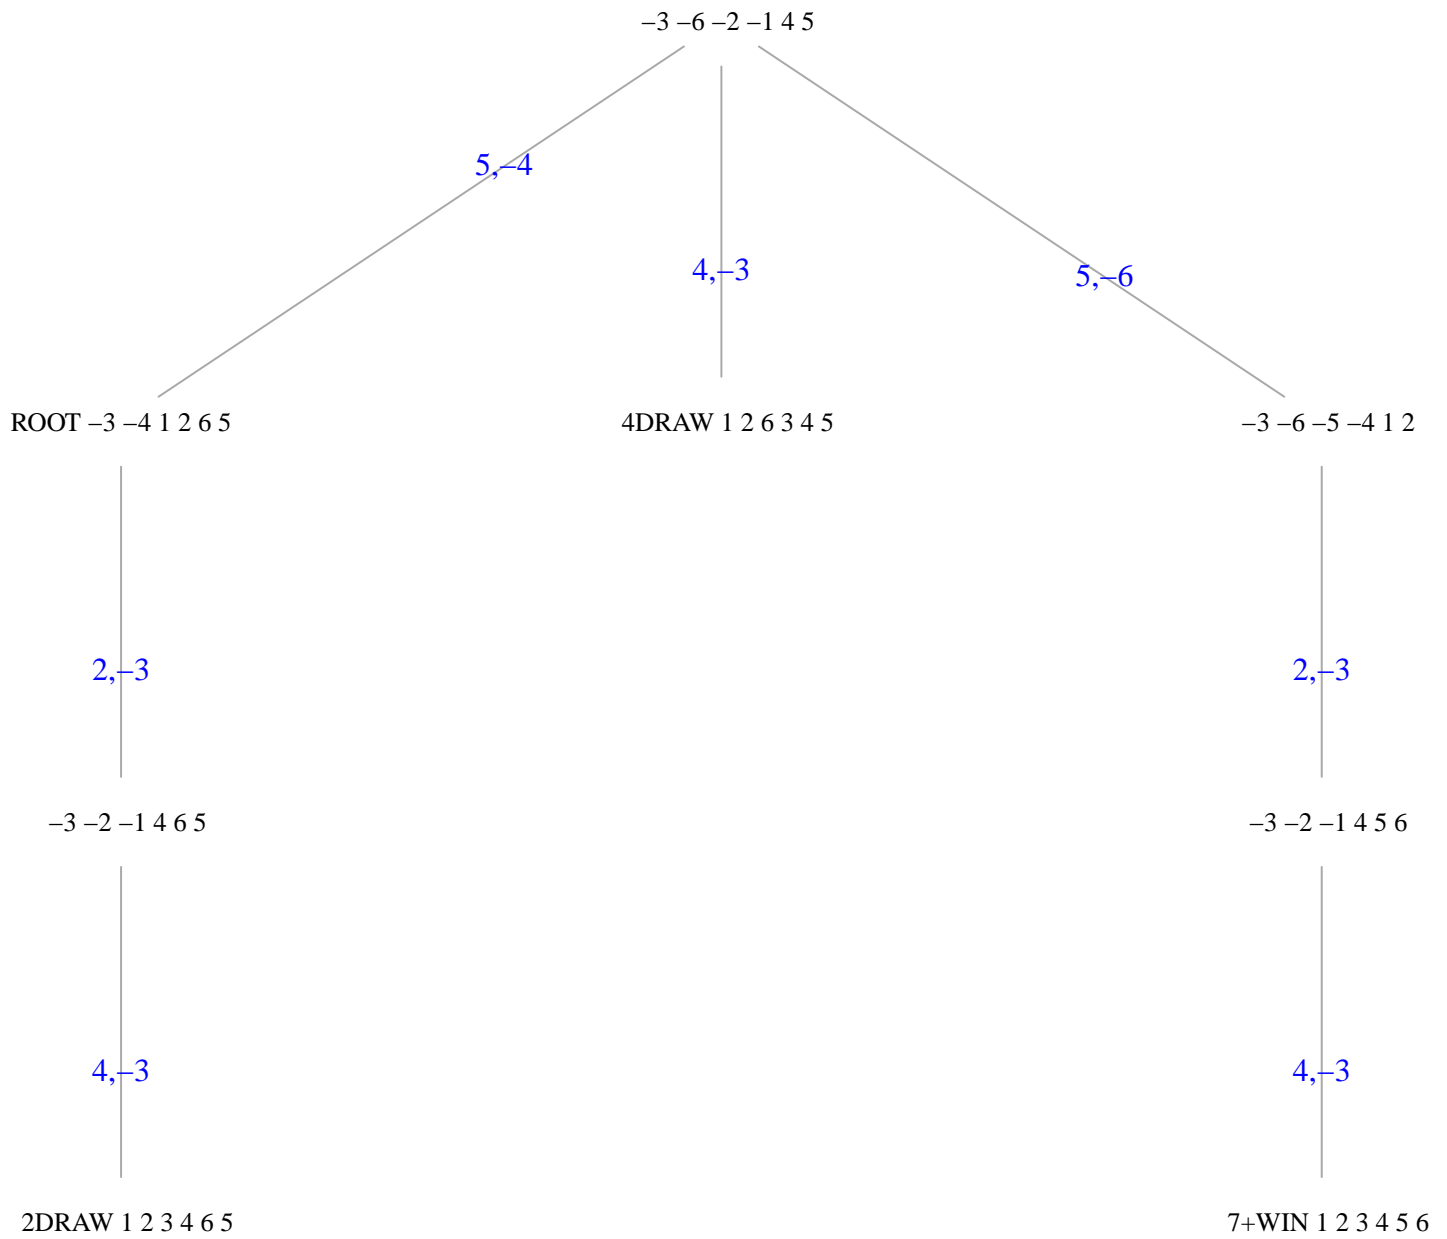 –3 –6 –2 –1 4 5
5,–4
4,–3
5,–6
ROOT –3 –4 1 2 6 5
4DRAW 1 2 6 3 4 5
–3 –6 –5 –4 1 2
2,–3
2,–3
–3 –2 –1 4 6 5
–3 –2 –1 4 5 6
4,–3
4,–3
2DRAW 1 2 3 4 6 5
7+WIN 1 2 3 4 5 6